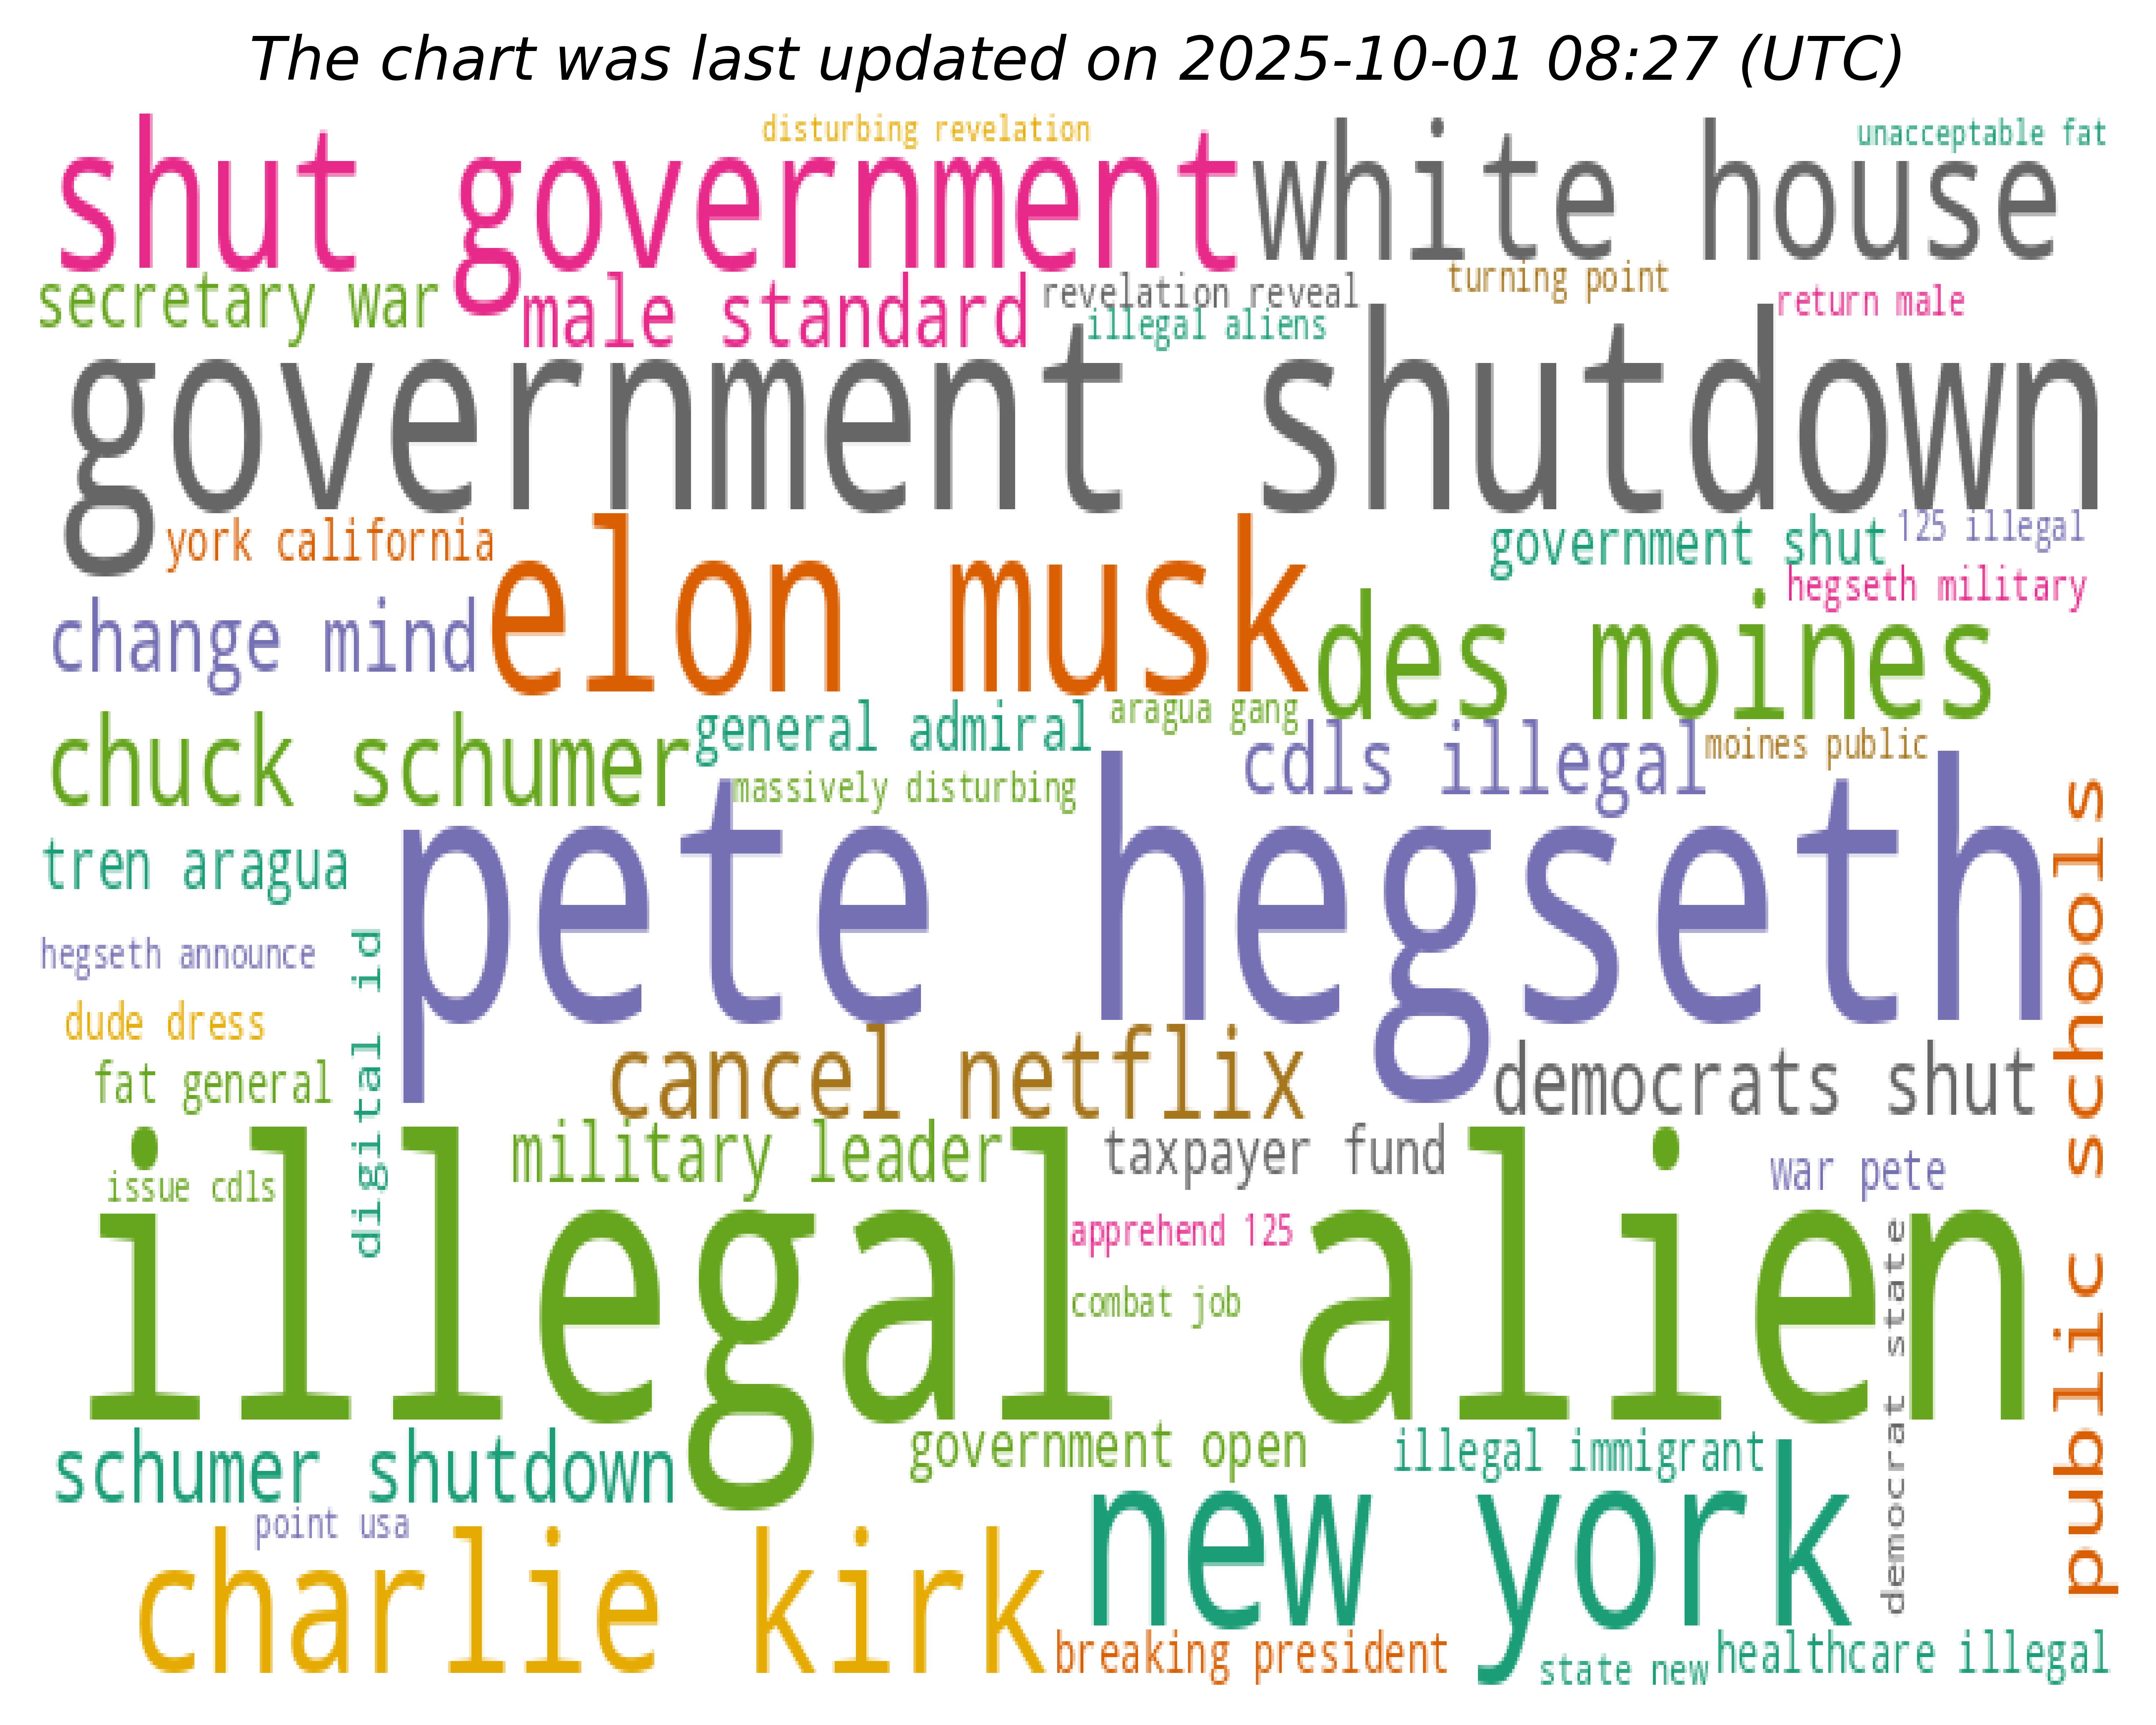 The chart was last updated on 2025-10-01 08:27 (UTC)
disturbing revelation
unacceptable fat
shut government
white house
secretary war
male standard
revelation reveal
turning point
return male
illegal aliens
government shutdown
york california
elon musk
government shut
125 illegal
hegseth military
change mind
des moines
chuck schumer
general admiral
aragua gang
cdls illegal
moines public
massively disturbing
public schools
tren aragua
pete hegseth
hegseth announce
digital id
dude dress
fat general
cancel netflix
democrats shut
military leader
taxpayer fund
war pete
issue cdls
illegal alien
apprehend 125
combat job
democrat state
schumer shutdown
government open
illegal immigrant
point usa
new york
charlie kirk
breaking president
state new
healthcare illegal